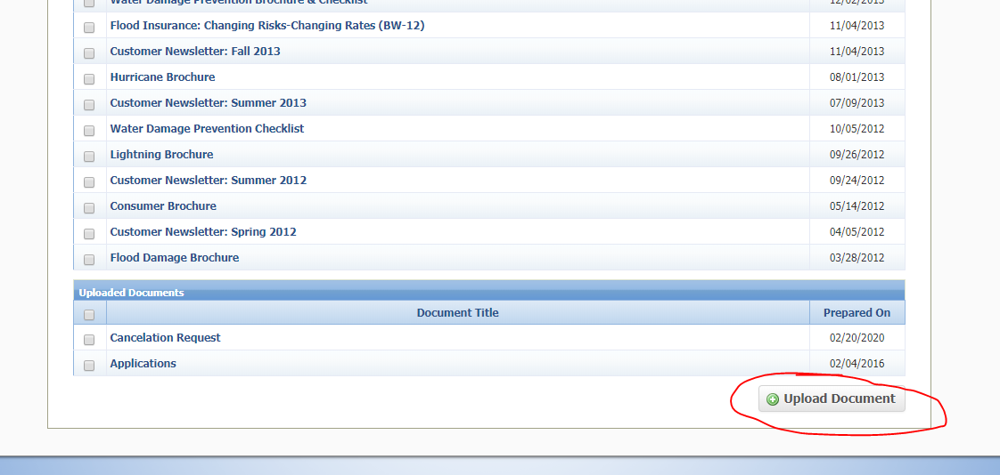 Water Damage Prevention Brochure & Checklist 12/02/2013
Flood Insurance: Changing Risks-Changing Rates (BW-12) 11/04/2013
Customer Newsletter: Fall 2013 11/04/2013
Hurricane Brochure 08/01/2013
Customer Newsletter: Summer 2013 07/09/2013
Water Damage Prevention Checklist 10/05/2012
Lightning Brochure 09/26/2012
Customer Newsletter: Summer 2012 09/24/2012
Consumer Brochure 05/14/2012
Customer Newsletter: Spring 2012 04/05/2012
Flood Damage Brochure 03/28/2012
Uploaded Documents
Document Title Prepared On
Cancelation Request 02/20/2020
Applications 02/04/2016
Upload Document